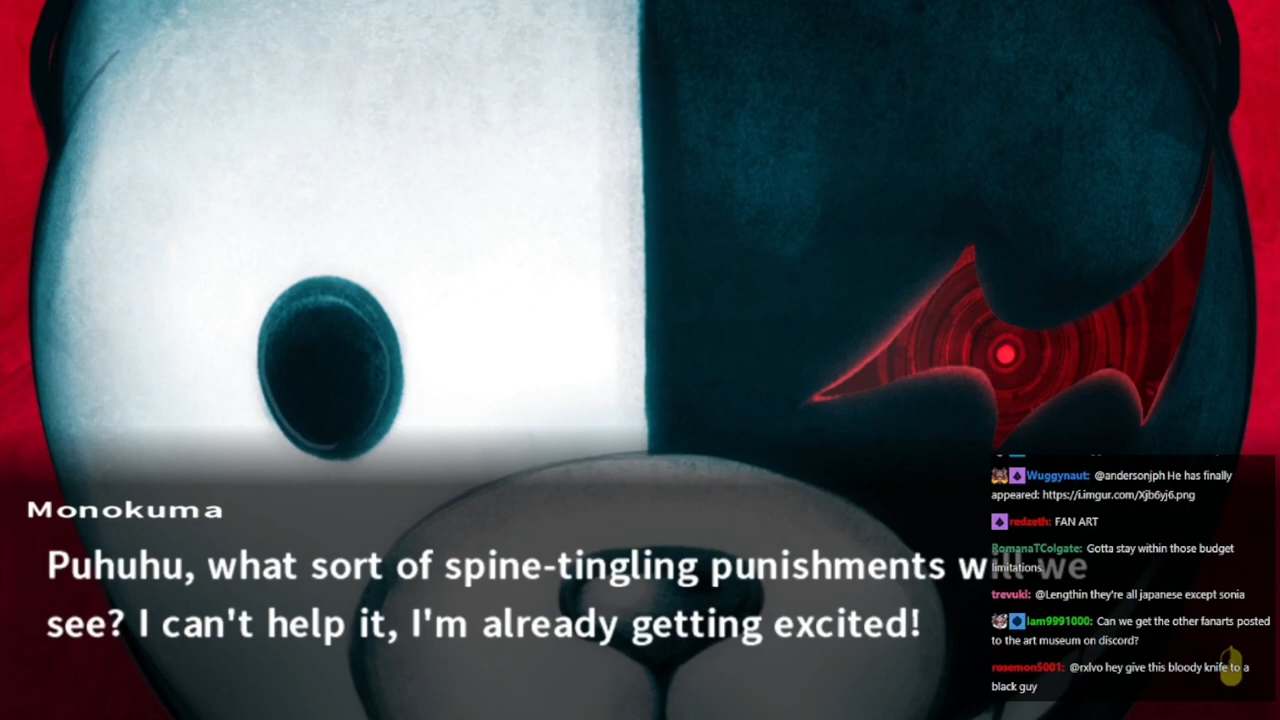 Monokuma
Puhuhu, what sort of spine-tingling punishments will we
see? I can't help it, I'm already getting excited!
Wuggynaut: @andersonjph He has finally
appeared: https://i.imgur.com/Xjb6yj6.png
redzeth: FAN ART
RomanaTColgate: Gotta stay within those budget
limitations.
trevuki: @Lengthin they're all japanese except sonia
Iam9991000: Can we get the other fanarts posted
to the art museum on discord?
rosemon5001: @rxlvo hey give this bloody knife to a
black guy